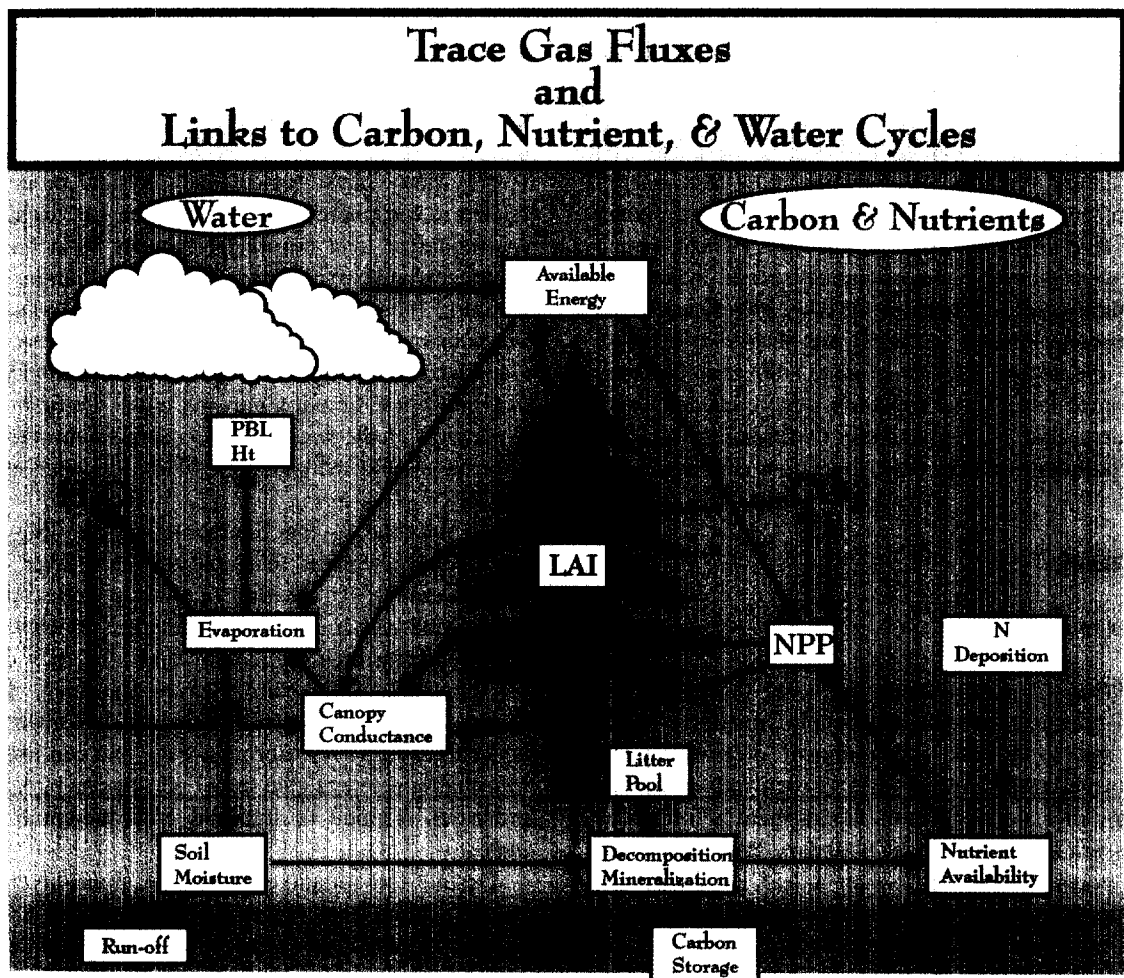 Trace Gas Fluxes
and
Links to Carbon, Nutrient, & Water Cycles
Water
Carbon & Nutrients
Available
Energy
PBL
Ht
LAI
Evaporation
NPP
N
Deposition
Canopy
Conductance
Litter
Pool
Soil
Moisture
Decomposition
Mineralization
Nutrient
Availability
Run-off
Carbon
Storage